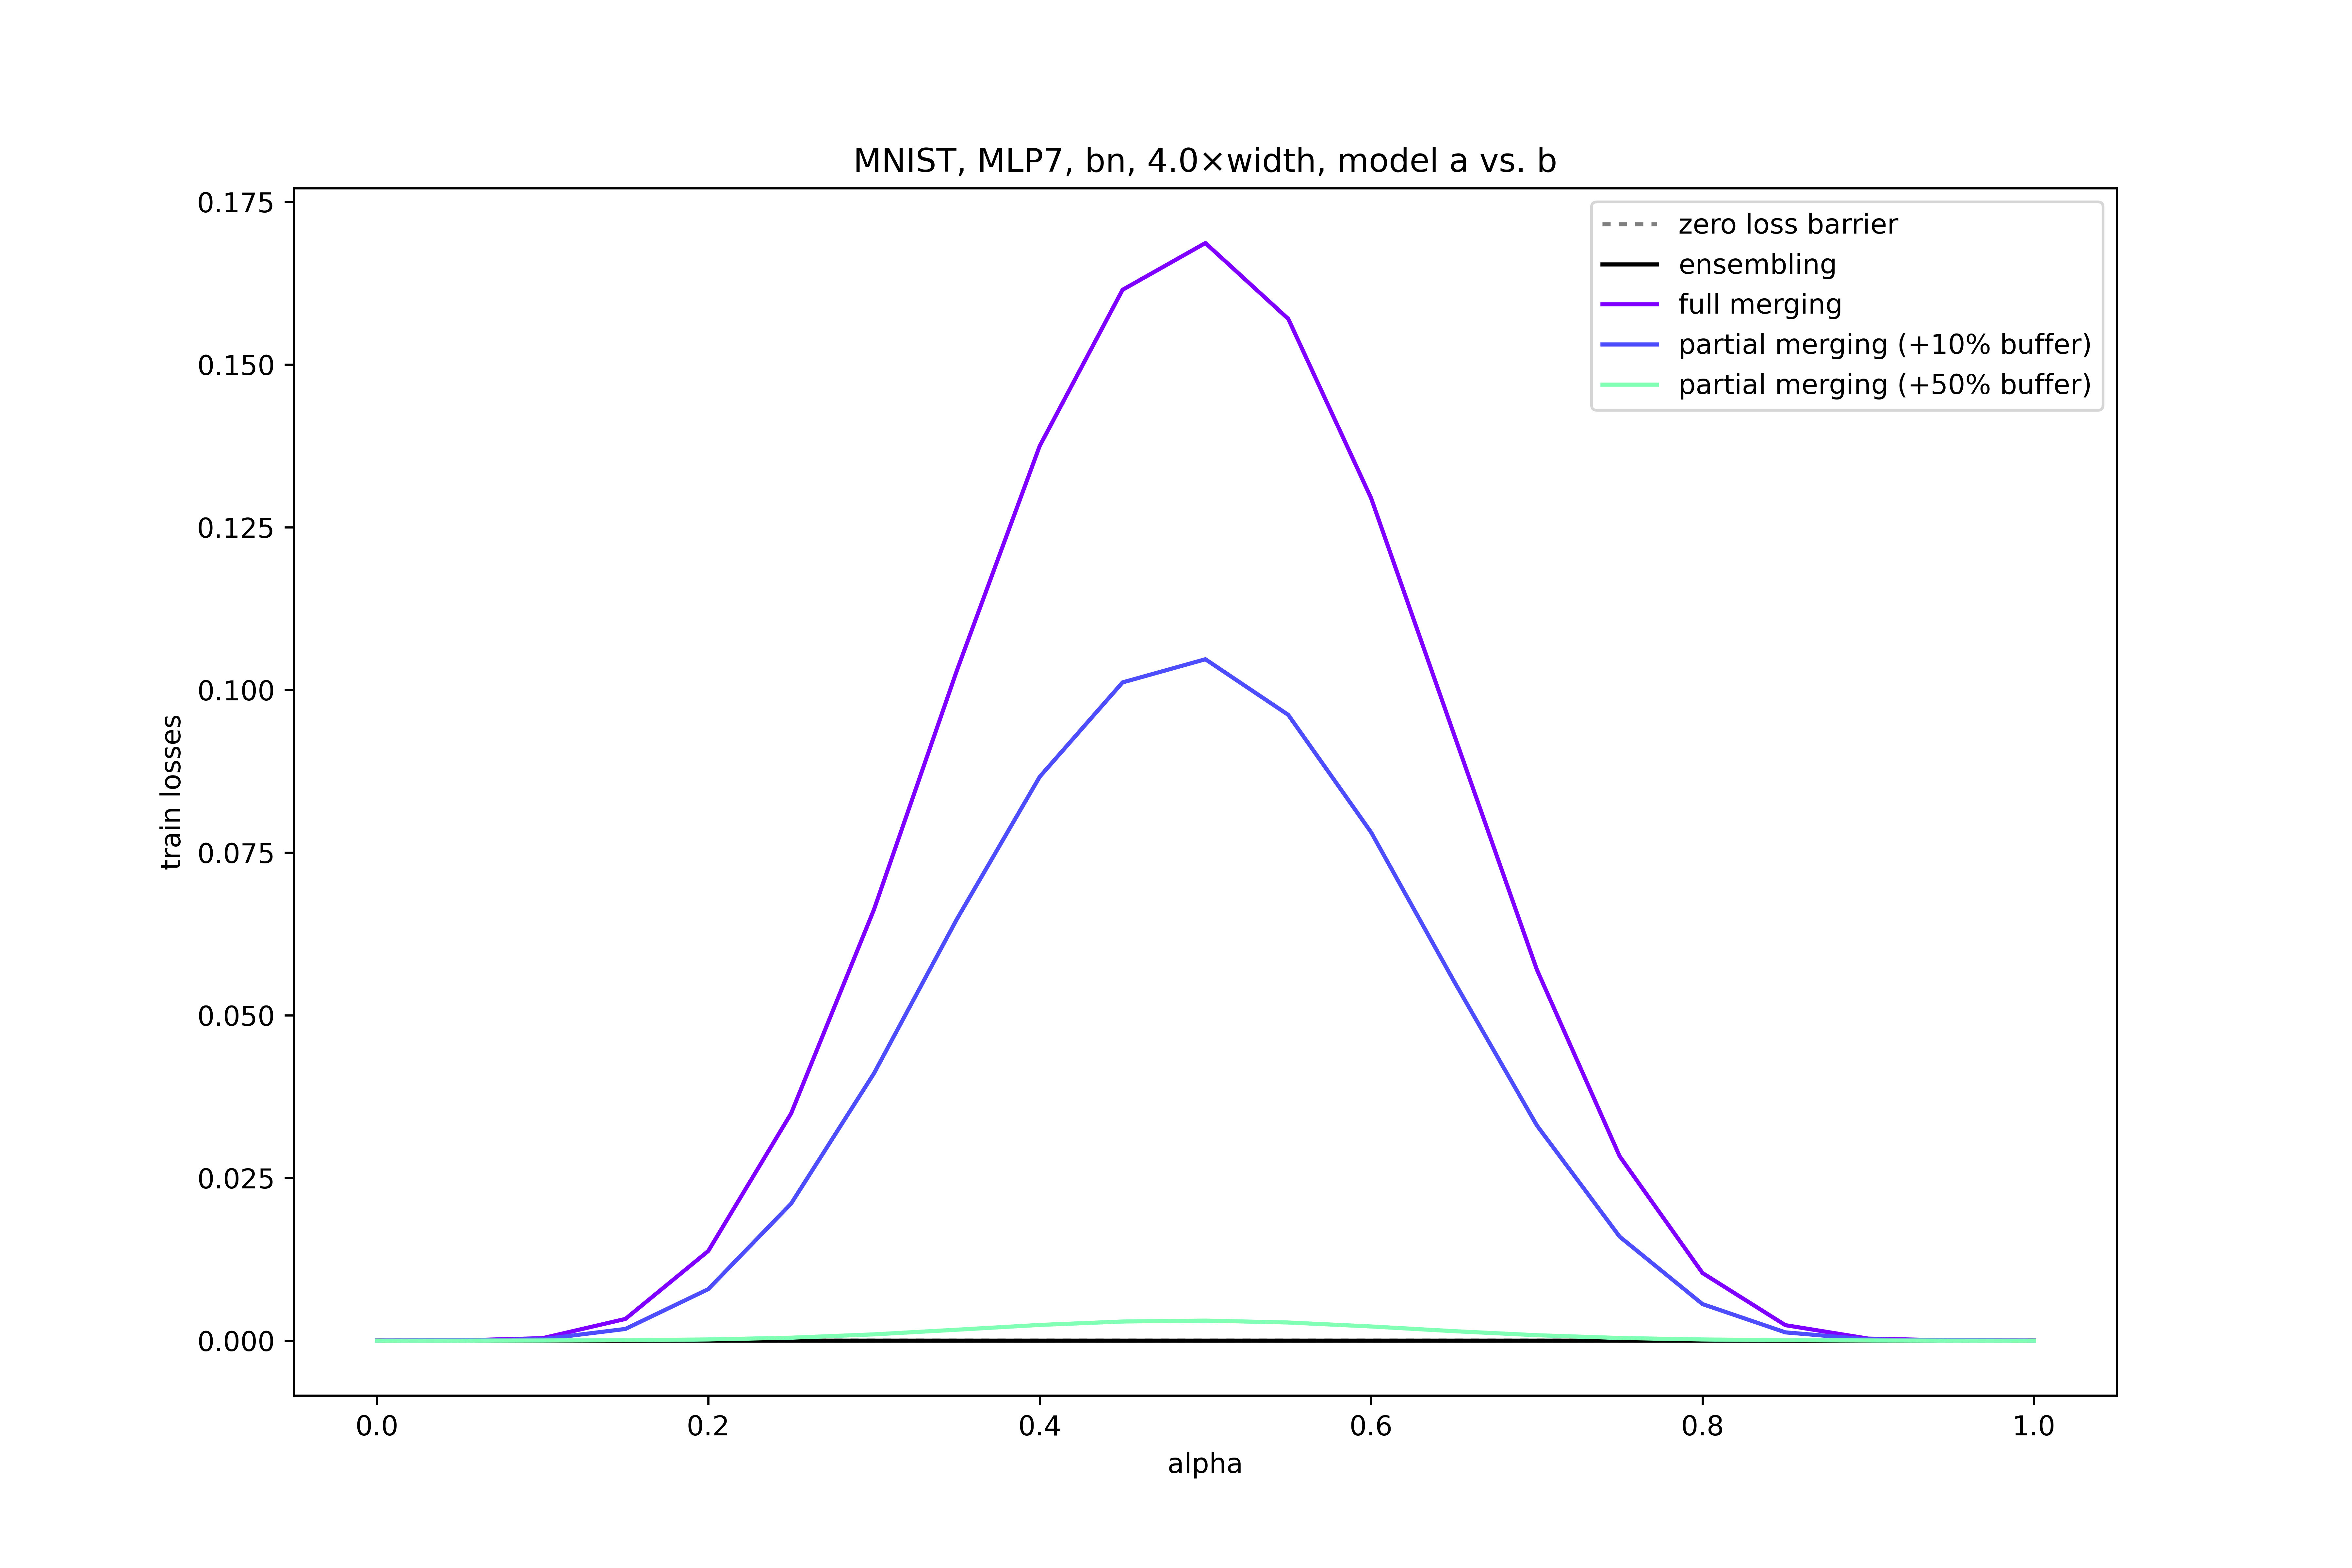 MNIST, MLP7, bn, 4.0×width, model a vs. b
zero loss barrier
ensembling
full merging
partial merging (+10% buffer)
partial merging (+50% buffer)
train losses
0.175
0.150
0.125
0.100
0.075
0.050
0.025
0.000
0.0 0.2 0.4 0.6 0.8 1.0
alpha